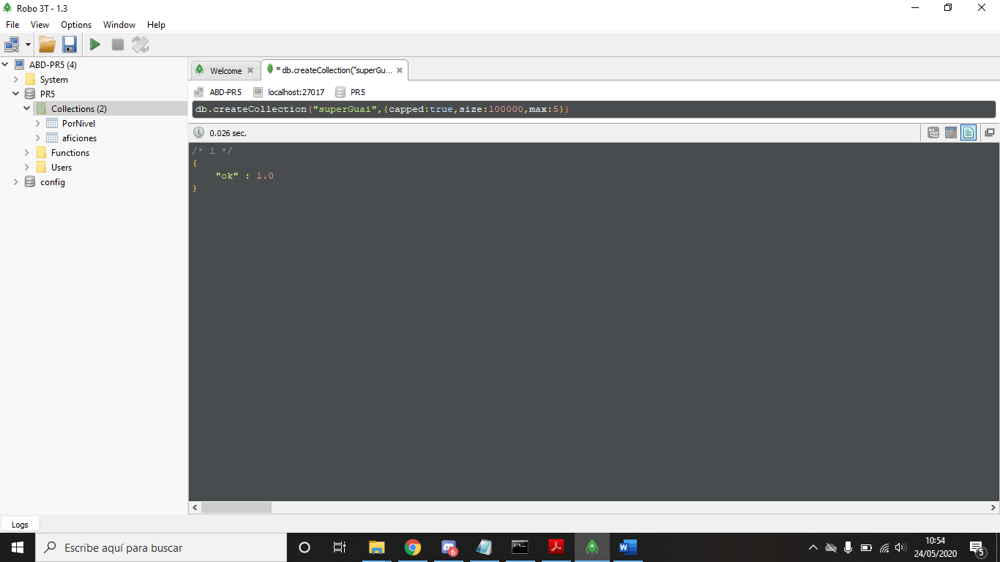 Robo 3T - 1.3
File View Options Window Help
ABD-PR5 (4)
System
PR5
Collections (2)
PorNivel
aficiones
Functions
Users
config
Welcome
* db.createCollection("superGu...
ABD-PR5 localhost:27017 PR5
db.createCollection("superGuai",{capped:true,size:100000,max:5})
0.026 sec.
/* 1 */
{
"ok" : 1.0
}
Logs
Escribe aquí para buscar
6
10:54
24/05/2020
5